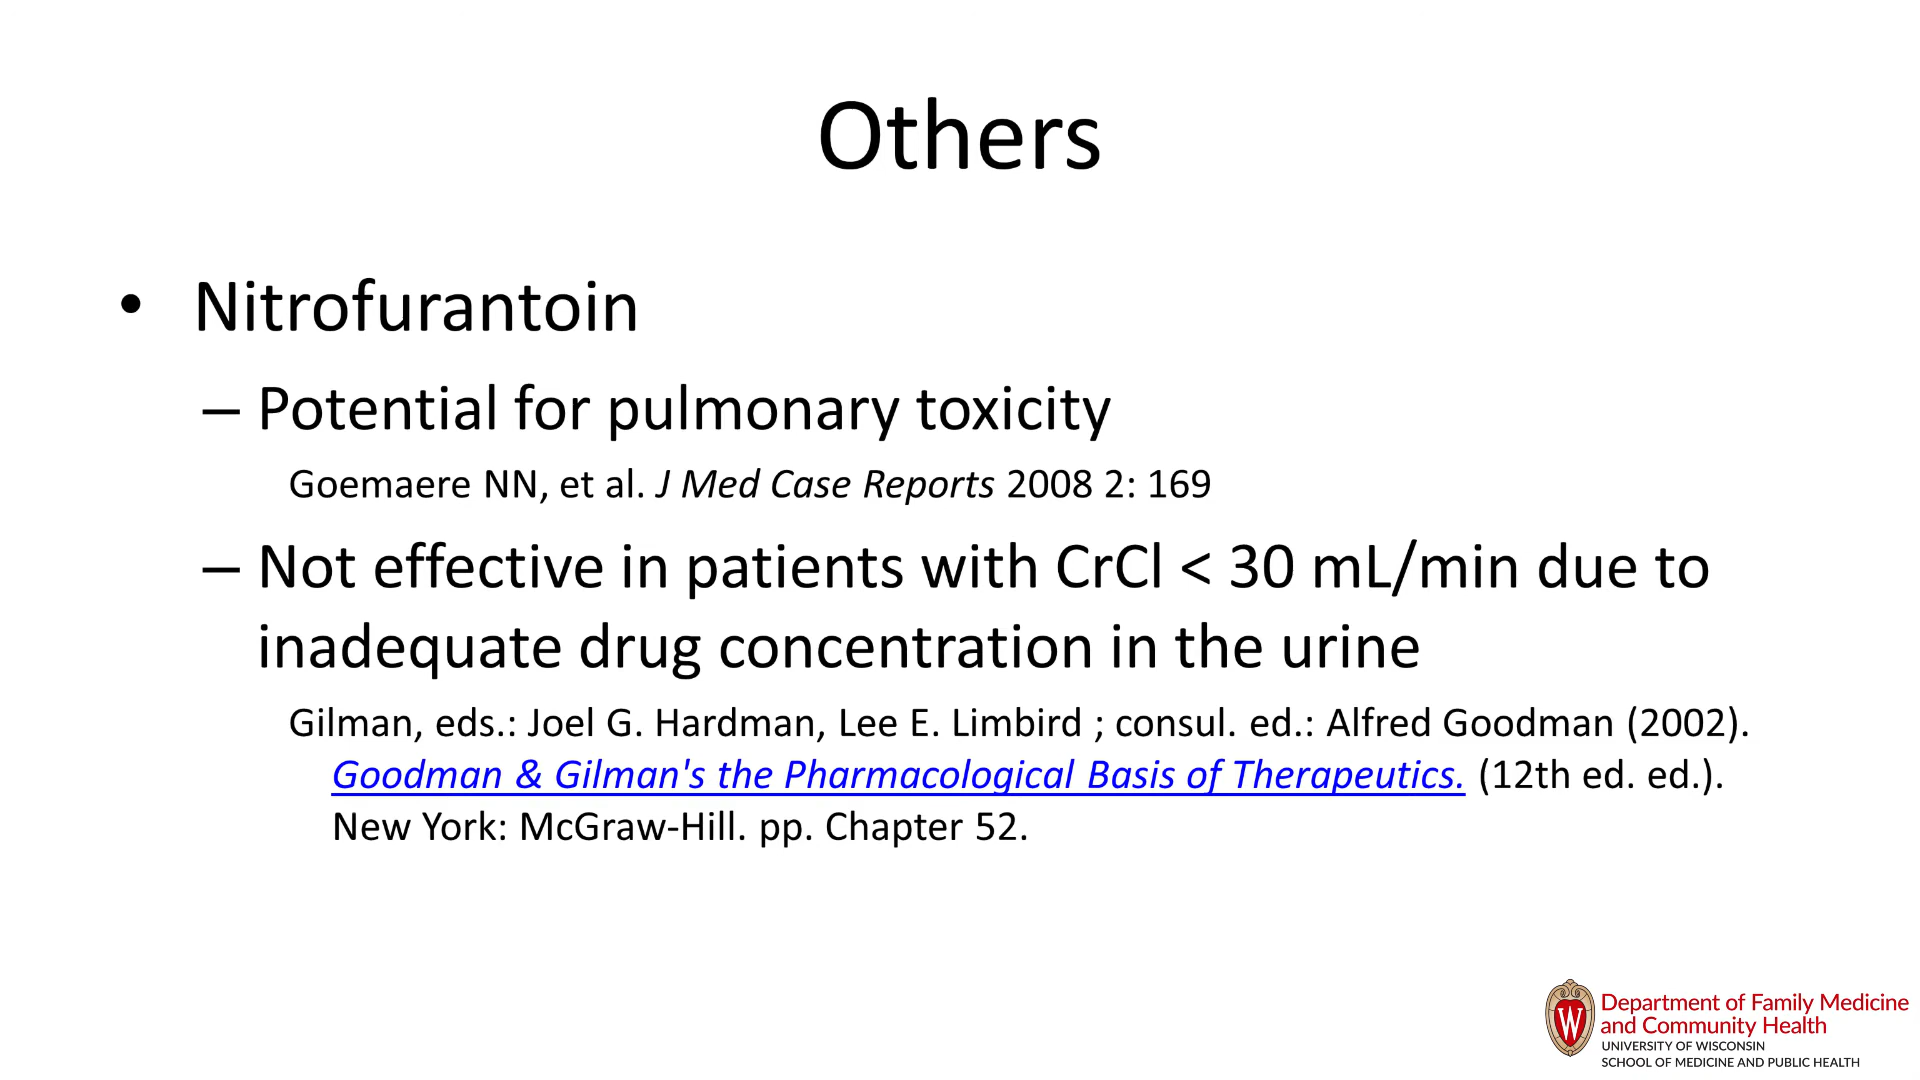 Others
• Nitrofurantoin
– Potential for pulmonary toxicity
Goemaere NN, et al. J Med Case Reports 2008 2: 169
– Not effective in patients with CrCl < 30 mL/min due to
inadequate drug concentration in the urine
Gilman, eds.: Joel G. Hardman, Lee E. Limbird ; consul. ed.: Alfred Goodman (2002).
Goodman & Gilman's the Pharmacological Basis of Therapeutics. (12th ed. ed.).
New York: McGraw-Hill. pp. Chapter 52.
W
Department of Family Medicine
and Community Health
UNIVERSITY OF WISCONSIN
SCHOOL OF MEDICINE AND PUBLIC HEALTH